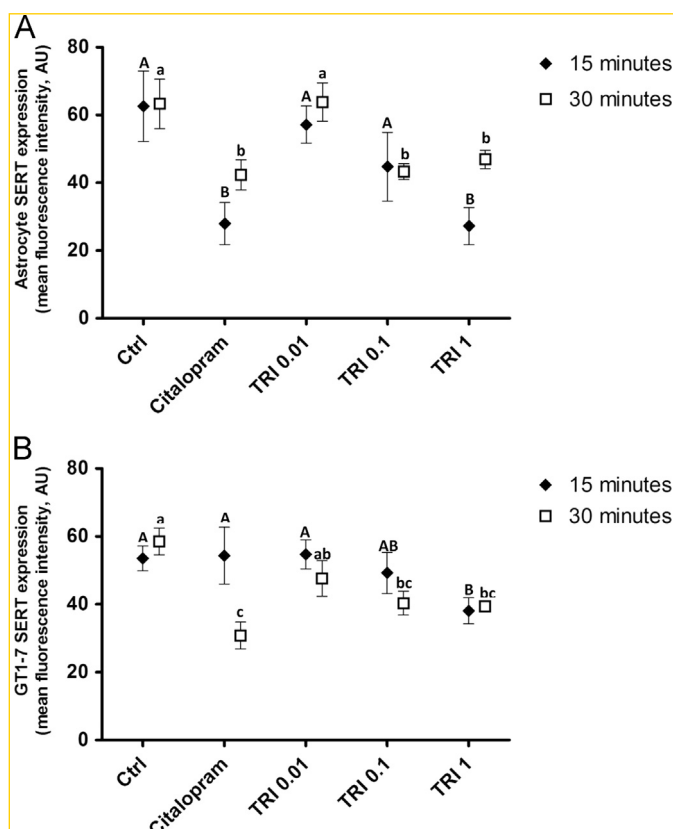 A
Astrocyte SERT expression
(mean fluorescence intensity, AU)
80
60
40
20
0
A
a
B
b
A
a
A
b
B
b
15 minutes
30 minutes
Ctrl
Citalopram
TRI 0.01
TRI 0.1
TRI 1
B
GT1-7 SERT expression
(mean fluorescence intensity, AU)
80
60
40
20
0
A
a
A
c
A
ab
AB
bc
B
bc
15 minutes
30 minutes
Ctrl
Citalopram
TRI 0.01
TRI 0.1
TRI 1